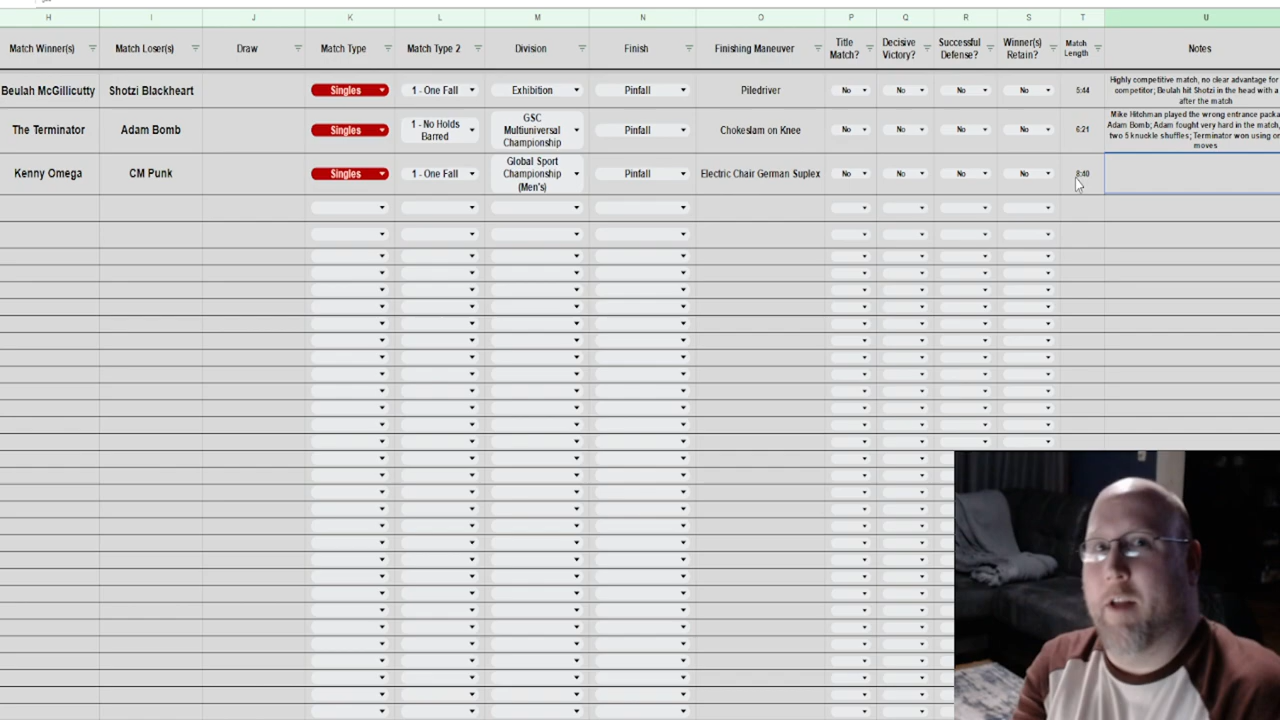 H I J K L M N O P Q R S T U
Match Winner(s) Match Loser(s) Draw Match Type Match Type 2 Division Finish Finishing Maneuver Title Match? Decisive Victory? Successful Defense? Winner(s) Retain? Match Length Notes
Beulah McGillicutty Shotzi Blackheart Singles 1 - One Fall Exhibition Pinfall Piledriver No No No No 5:44
Highly competitive match, no clear advantage for
competitor; Beulah hit Shotzi in the head with a
after the match
The Terminator Adam Bomb Singles 1 - No Holds Barred GSC Multiuniversal Championship Pinfall Chokeslam on Knee No No No No 6:21
Mike Hitchman played the wrong entrance packa
Adam Bomb; Adam fought very hard in the match,
two 5 knuckle shuffles; Terminator won using or
moves
Kenny Omega CM Punk Singles 1 - One Fall Global Sport Championship (Men's) Pinfall Electric Chair German Suplex No No No No 8:40